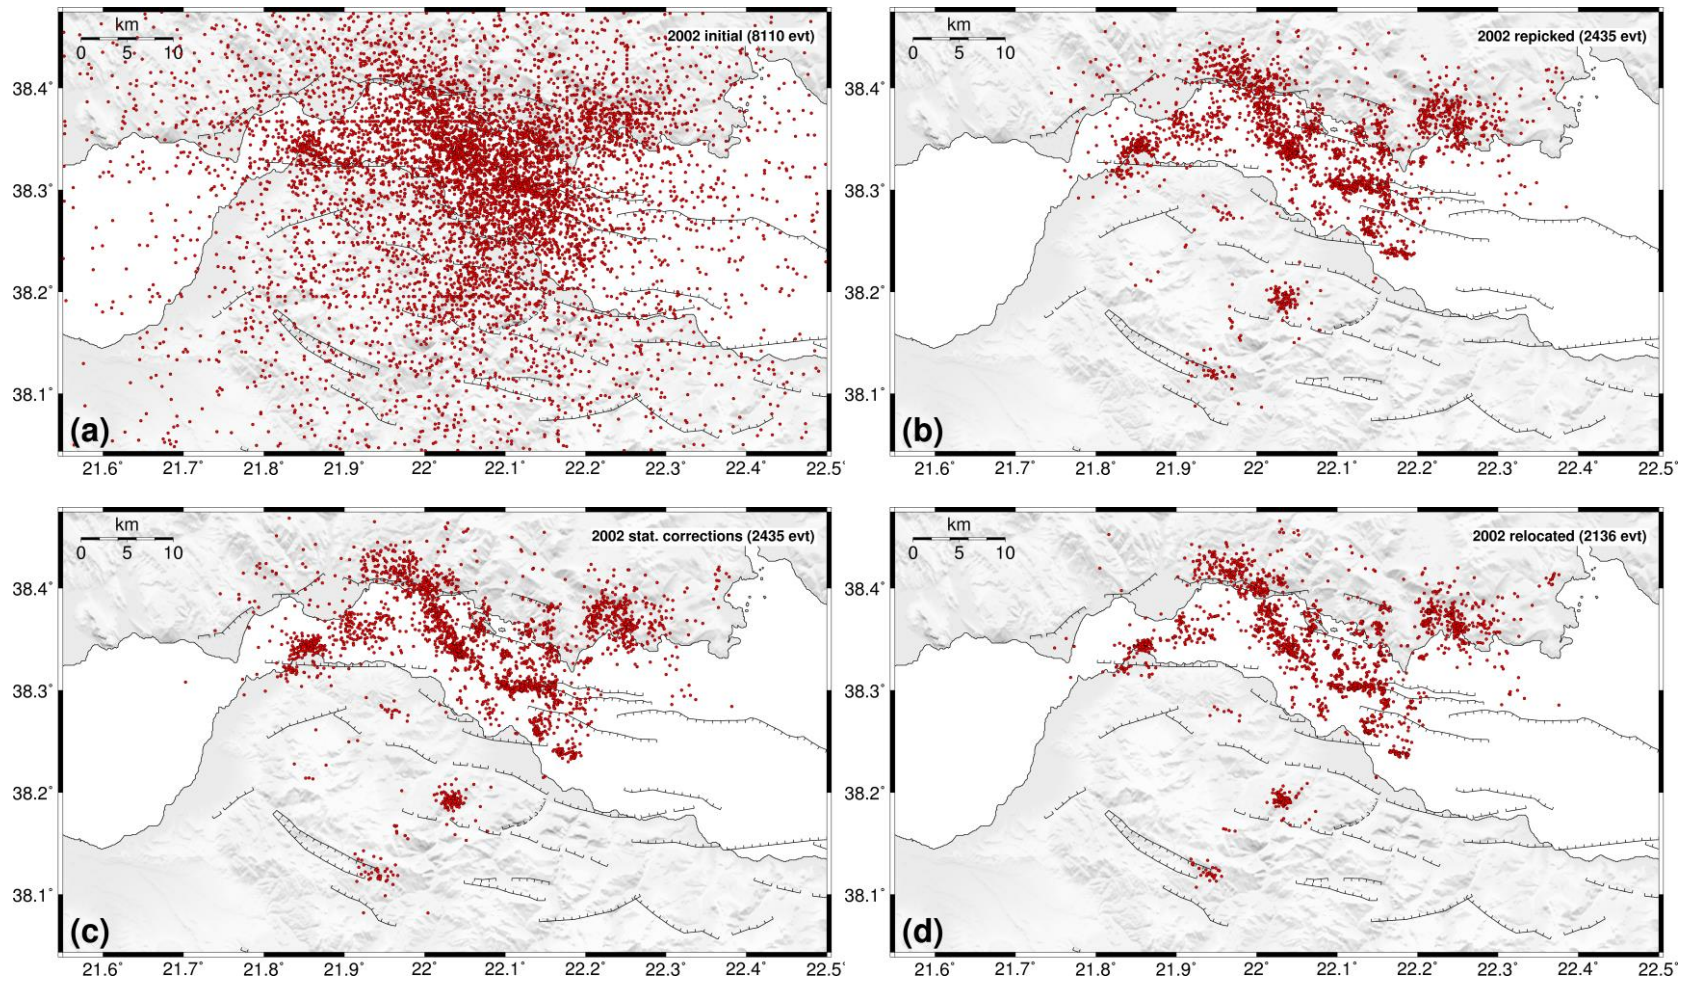 km
0 5 10
2002 initial (8110 evt)
38.4˚
38.3˚
38.2˚
38.1˚
(a)
21.6˚ 21.7˚ 21.8˚ 21.9˚ 22˚ 22.1˚ 22.2˚ 22.3˚ 22.4˚ 22.5˚
km
0 5 10
2002 repicked (2435 evt)
38.4˚
38.3˚
38.2˚
38.1˚
(b)
21.6˚ 21.7˚ 21.8˚ 21.9˚ 22˚ 22.1˚ 22.2˚ 22.3˚ 22.4˚ 22.5˚
km
0 5 10
2002 stat. corrections (2435 evt)
38.4˚
38.3˚
38.2˚
38.1˚
(c)
21.6˚ 21.7˚ 21.8˚ 21.9˚ 22˚ 22.1˚ 22.2˚ 22.3˚ 22.4˚ 22.5˚
km
0 5 10
2002 relocated (2136 evt)
38.4˚
38.3˚
38.2˚
38.1˚
(d)
21.6˚ 21.7˚ 21.8˚ 21.9˚ 22˚ 22.1˚ 22.2˚ 22.3˚ 22.4˚ 22.5˚